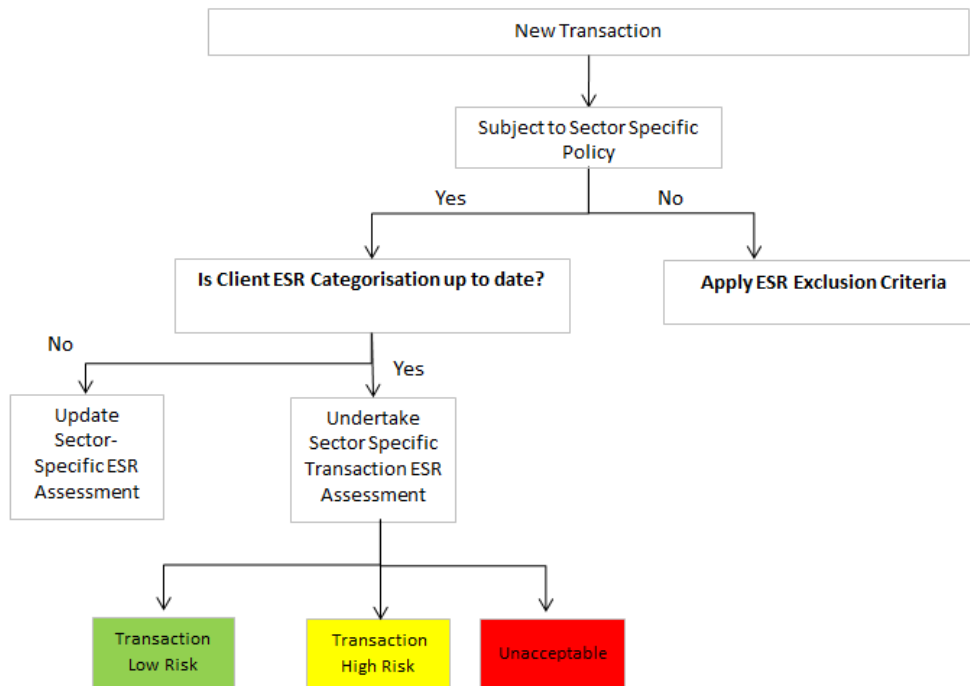 New Transaction
Subject to Sector Specific
Policy
Yes
No
Is Client ESR Categorisation up to date?
Apply ESR Exclusion Criteria
No
Yes
Update
Sector-
Specific ESR
Assessment
Undertake
Sector Specific
Transaction ESR
Assessment
Transaction
Low Risk
Transaction
High Risk
Unacceptable